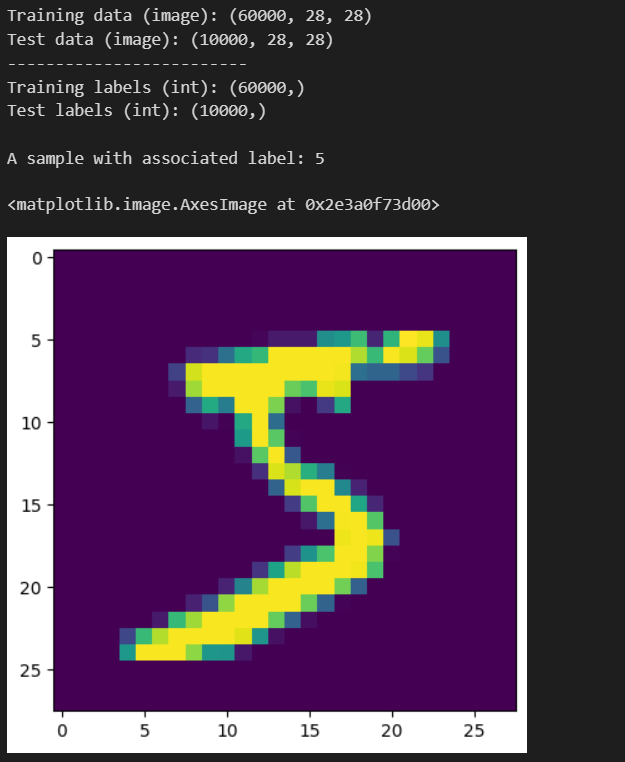 Training data (image): (60000, 28, 28)
Test data (image): (10000, 28, 28)
-------------------------
Training labels (int): (60000,)
Test labels (int): (10000,)
A sample with associated label: 5
<matplotlib.image.AxesImage at 0x2e3a0f73d00>
0
5
10
15
20
25
0 5 10 15 20 25